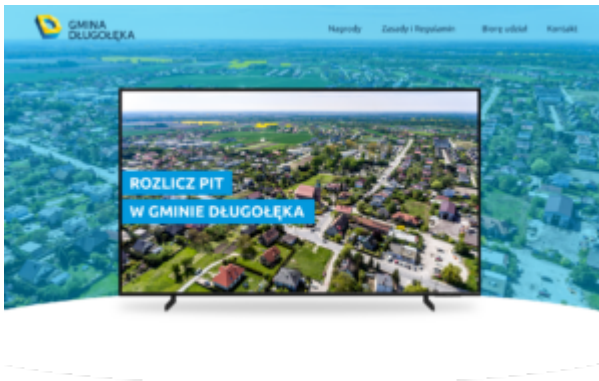 GMINA
DŁUGOŁĘKA
Nagrody Zasady i Regulamin Biorę udział Kontakt
ROZLICZ PIT
W GMINIE DŁUGOŁĘKA